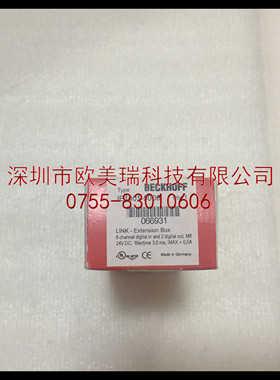 深圳市欧美瑞科技有限公司
Type
BECKHOFF
0755-83010606
066931
LINK - Extension Box
8 channel digital in and 2 digital out, M8
24V DC, filtertime 3,0 ms, IMAX = 0,5A
Made in Germany